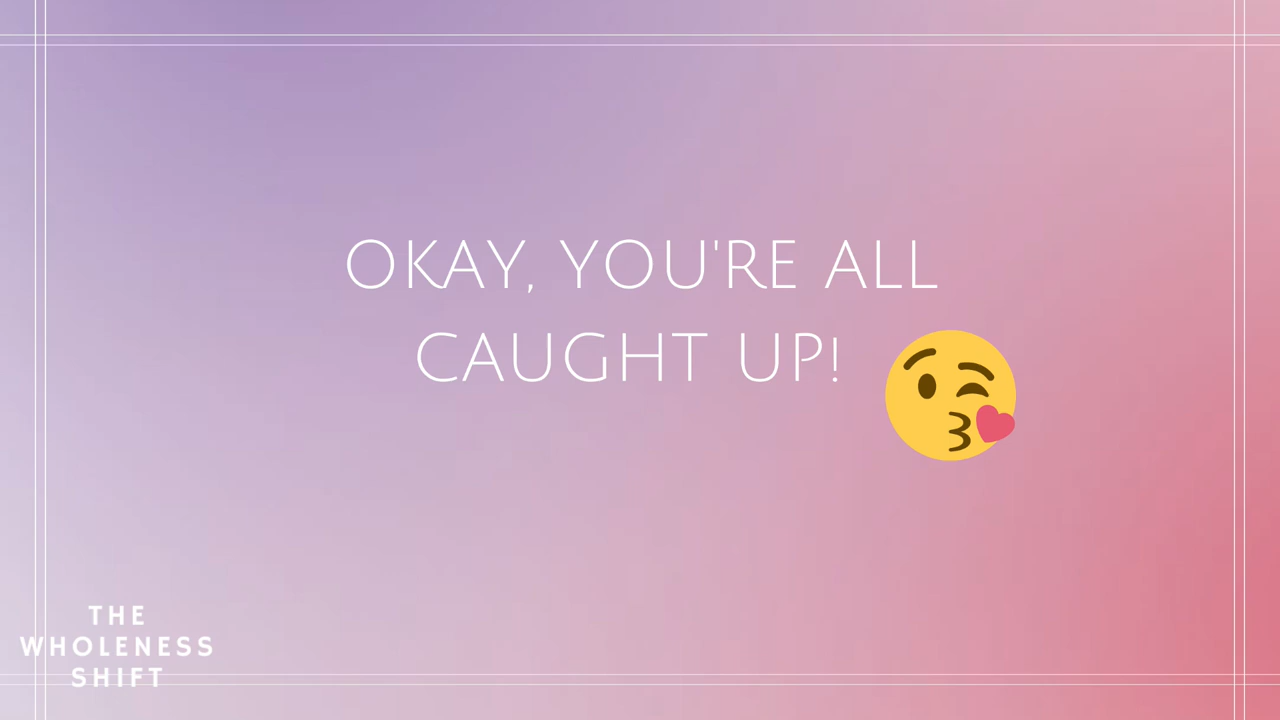 OKAY, YOU'RE ALL
CAUGHT UP!
THE
WHOLENESS
SHIFT